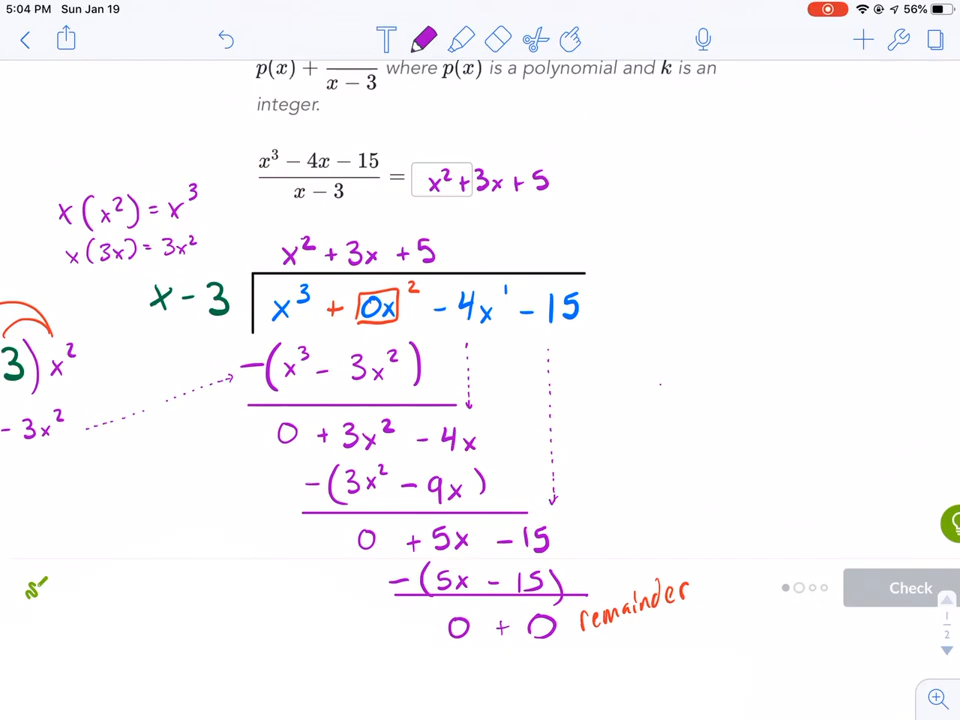 5:04 PM Sun Jan 19 56%
p(x) + / x − 3 where p(x) is a polynomial and k is an
integer.
x³ − 4x − 15 / x − 3 = x² + 3x + 5
x(x²) = x³
x(3x) = 3x²
x² + 3x + 5
x − 3 x³ + 0x² − 4x¹ − 15
3) x²
−(x³ − 3x²)
− 3x²
0 + 3x² − 4x
−(3x² − 9x)
0 + 5x − 15
−(5x − 15)
Check
0 + 0 remainder
1
2